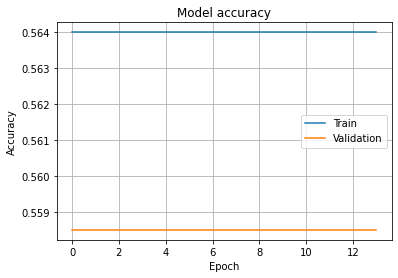 Model accuracy
0.564
0.563
0.562
0.561
0.560
0.559
Accuracy
Train
Validation
0 2 4 6 8 10 12
Epoch